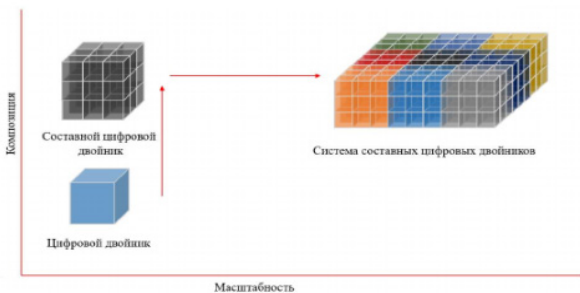 Композиция
Составной цифровой
двойник
Система составных цифровых двойников
Цифровой двойник
Масштабность